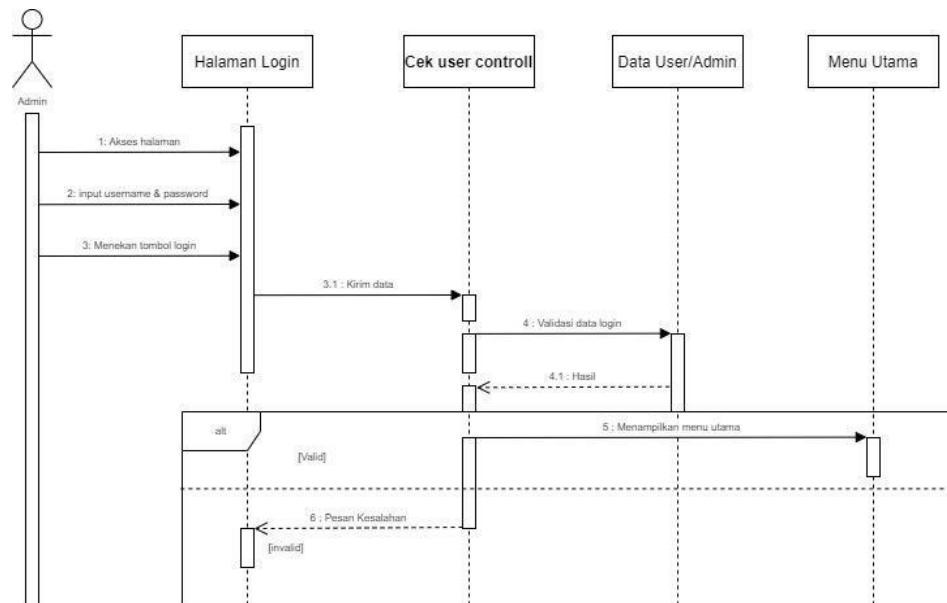 Admin
Halaman Login
Cek user controll
Data User/Admin
Menu Utama
1: Akses halaman
2: input username & password
3: Menekan tombol login
3.1 : Kirim data
4 : Validasi data login
4.1 : Hasil
alt
5 : Menampilkan menu utama
[Valid]
6 : Pesan Kesalahan
[invalid]